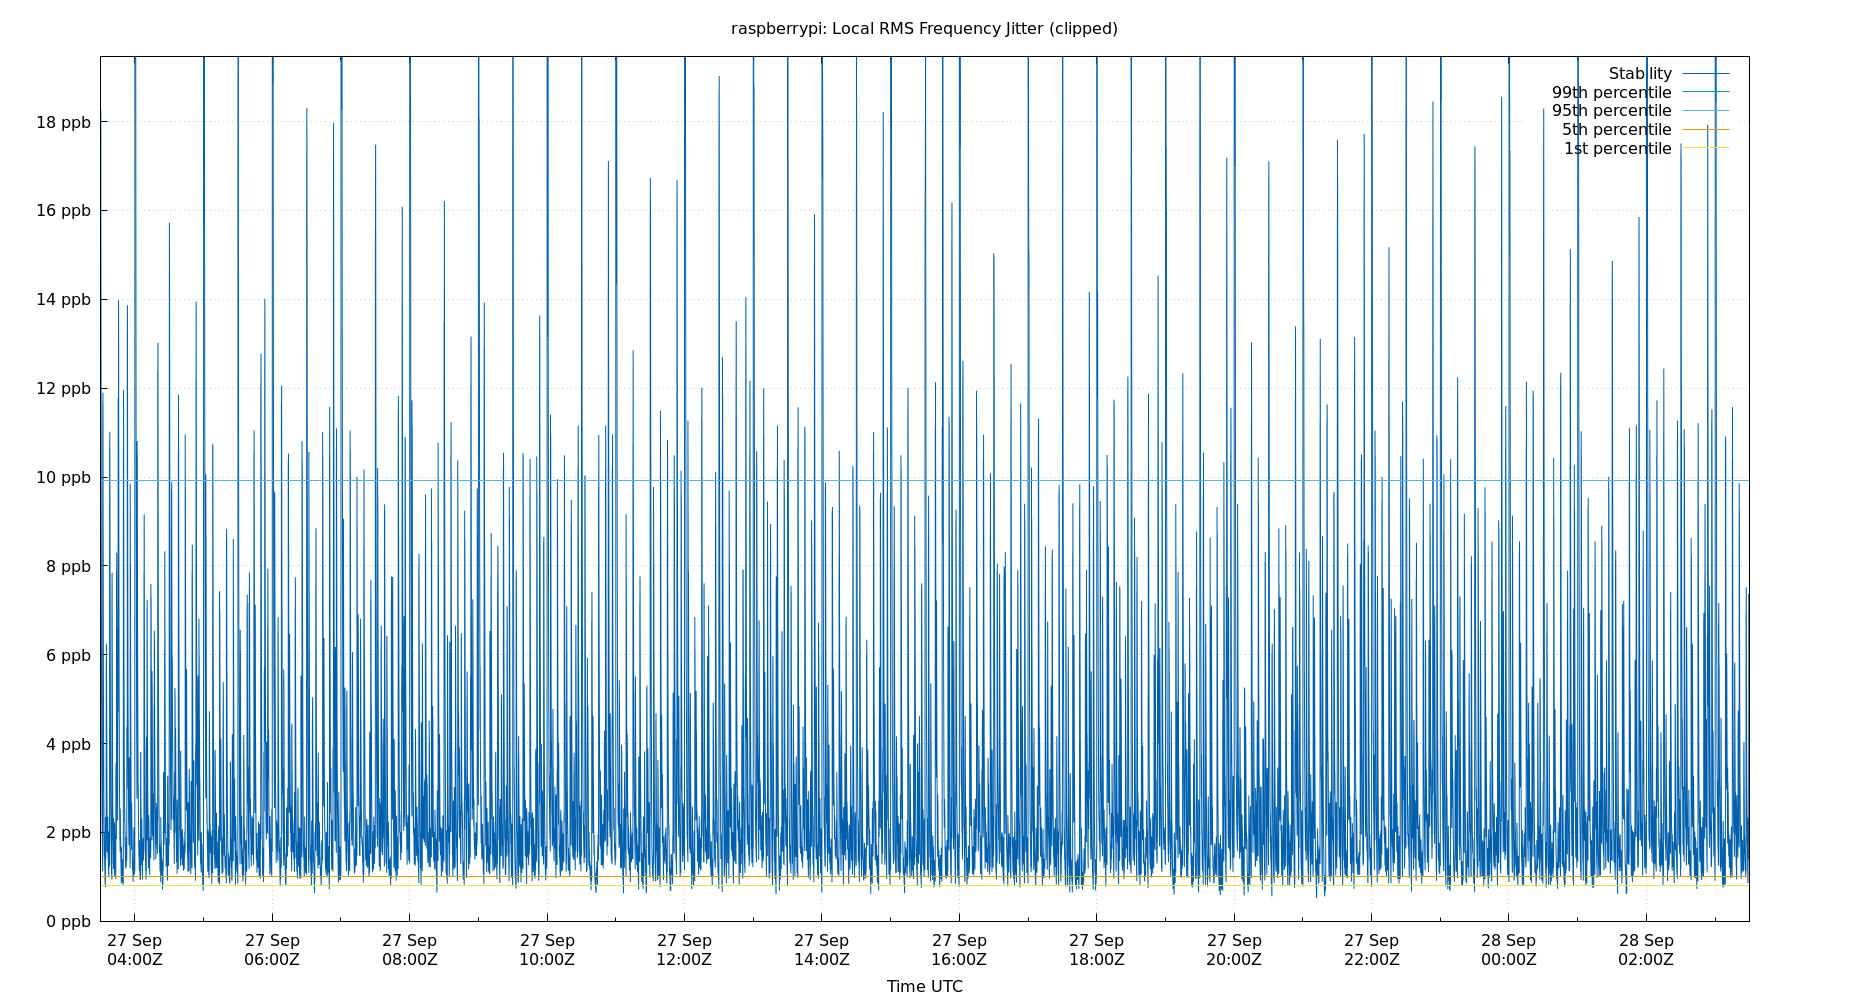 raspberrypi: Local RMS Frequency Jitter (clipped)
Stability
99th percentile
95th percentile
5th percentile
1st percentile
18 ppb
16 ppb
14 ppb
12 ppb
10 ppb
8 ppb
6 ppb
4 ppb
2 ppb
0 ppb
27 Sep 27 Sep 27 Sep 27 Sep 27 Sep 27 Sep 27 Sep 27 Sep 27 Sep 27 Sep 28 Sep 28 Sep
04:00Z 06:00Z 08:00Z 10:00Z 12:00Z 14:00Z 16:00Z 18:00Z 20:00Z 22:00Z 00:00Z 02:00Z
Time UTC